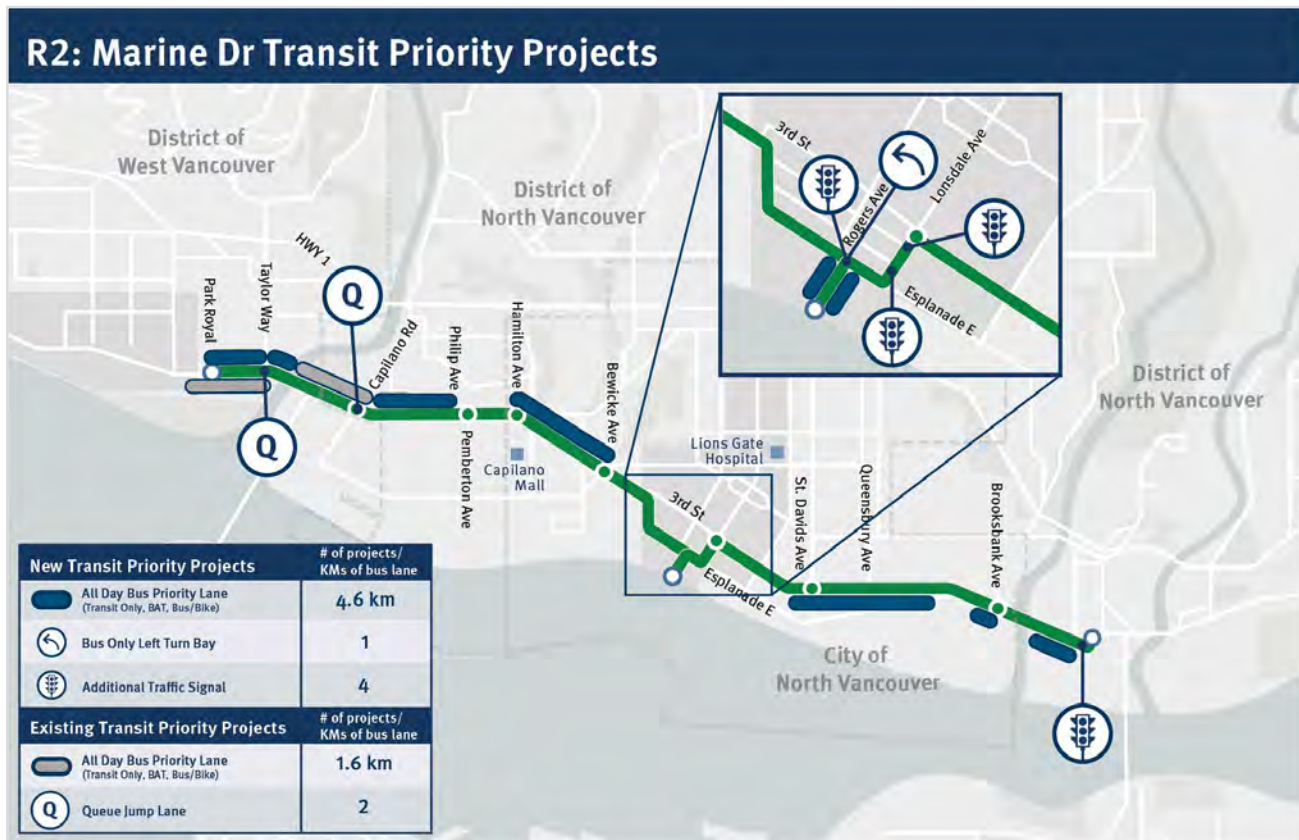 R2: Marine Dr Transit Priority Projects
District of
West Vancouver
District of
North Vancouver
HWY 1
Park Royal
Taylor Way
Q
Q
Capilano Rd
Philip Ave
Pemberton Ave
Hamilton Ave
Capilano
Mall
Bewicke Ave
3rd St
Rogers Ave
Lonsdale Ave
Esplanade E
Lions Gate
Hospital
3rd St
Esplanade E
St. Davids Ave
Queensbury Ave
Brooksbank Ave
District of
North Vancouver
City of
North Vancouver
New Transit Priority Projects
# of projects/
KMs of bus lane
All Day Bus Priority Lane
(Transit Only, BAT, Bus/Bike)
4.6 km
Bus Only Left Turn Bay
1
Additional Traffic Signal
4
Existing Transit Priority Projects
# of projects/
KMs of bus lane
All Day Bus Priority Lane
(Transit Only, BAT, Bus/Bike)
1.6 km
Q
Queue Jump Lane
2